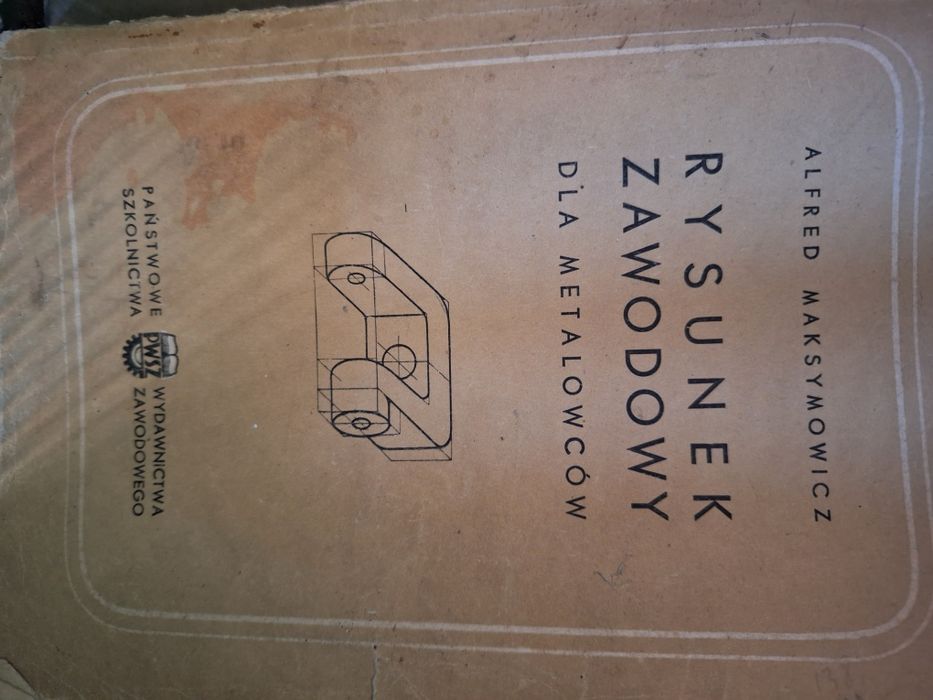 ALFRED MAKSYMOWICZ
RYSUNEK
ZAWODOWY
DLA METALOWCÓW
PAŃSTWOWE WYDAWNICTWA
PWSZ
SZKOLNICTWA ZAWODOWEGO